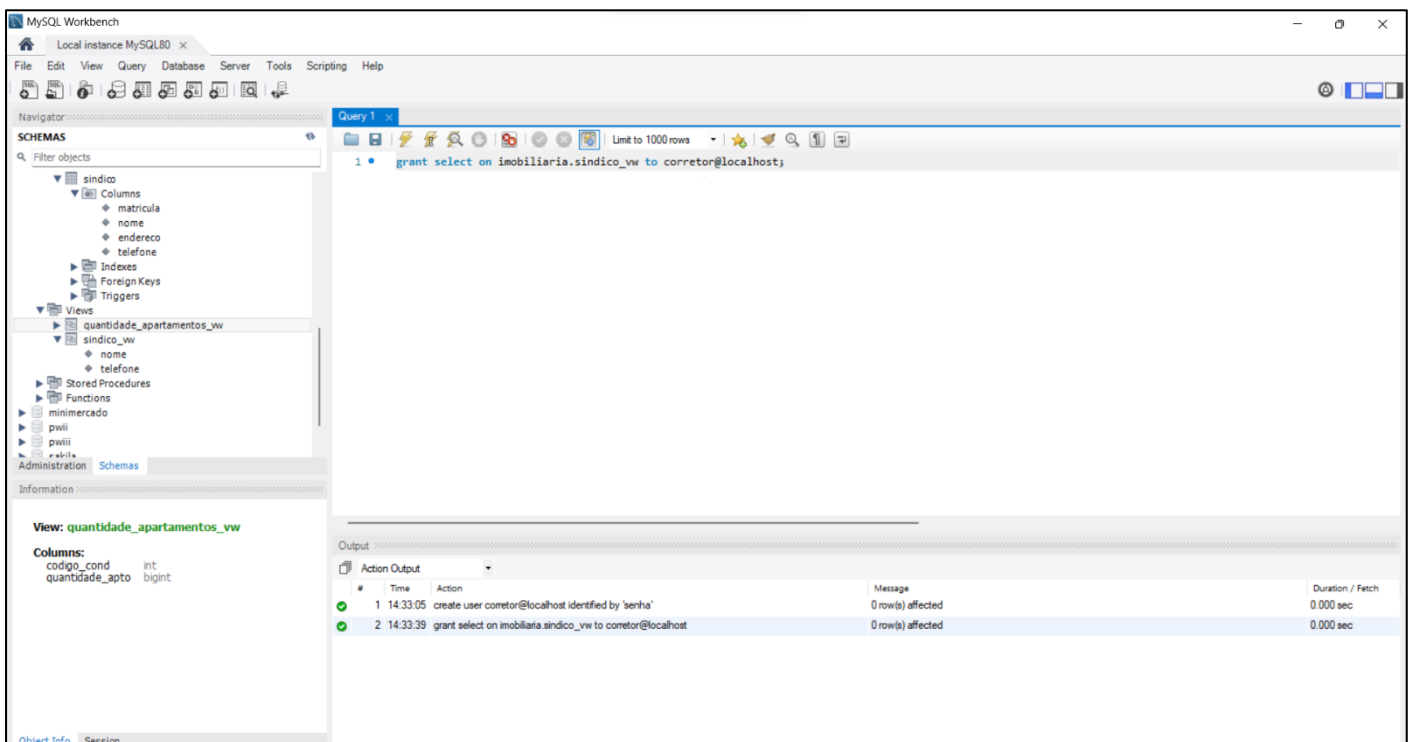 MySQL Workbench
Local instance MySQL80 ×
File Edit View Query Database Server Tools Scripting Help
Navigator
SCHEMAS
Filter objects
sindico
Columns
matricula
nome
endereco
telefone
Indexes
Foreign Keys
Triggers
Views
quantidade_apartamentos_vw
sindico_vw
nome
telefone
Stored Procedures
Functions
minimercado
pwii
pwiii
sakila
Administration Schemas
Information
View: quantidade_apartamentos_vw
Columns:
codigo_cond int
quantidade_apto bigint
Object Info Session
Query 1 ×
Limit to 1000 rows
1 grant select on imobiliaria.sindico_vw to corretor@localhost;
Output
Action Output
# Time Action Message Duration / Fetch
1 14:33:05 create user corretor@localhost identified by 'senha' 0 row(s) affected 0.000 sec
2 14:33:39 grant select on imobiliaria.sindico_vw to corretor@localhost 0 row(s) affected 0.000 sec